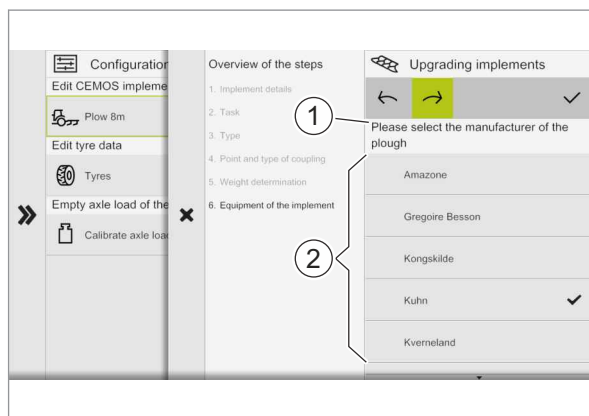 Configuration
Edit CEMOS impleme
Plow 8m
Edit tyre data
Tyres
Empty axle load of the
Calibrate axle loa
Overview of the steps
1. Implement details
2. Task
3. Type
4. Point and type of coupling
5. Weight determination
6. Equipment of the implement
Upgrading implements
1
Please select the manufacturer of the
plough
2
Amazone
Gregoire Besson
Kongskilde
Kuhn
Kverneland